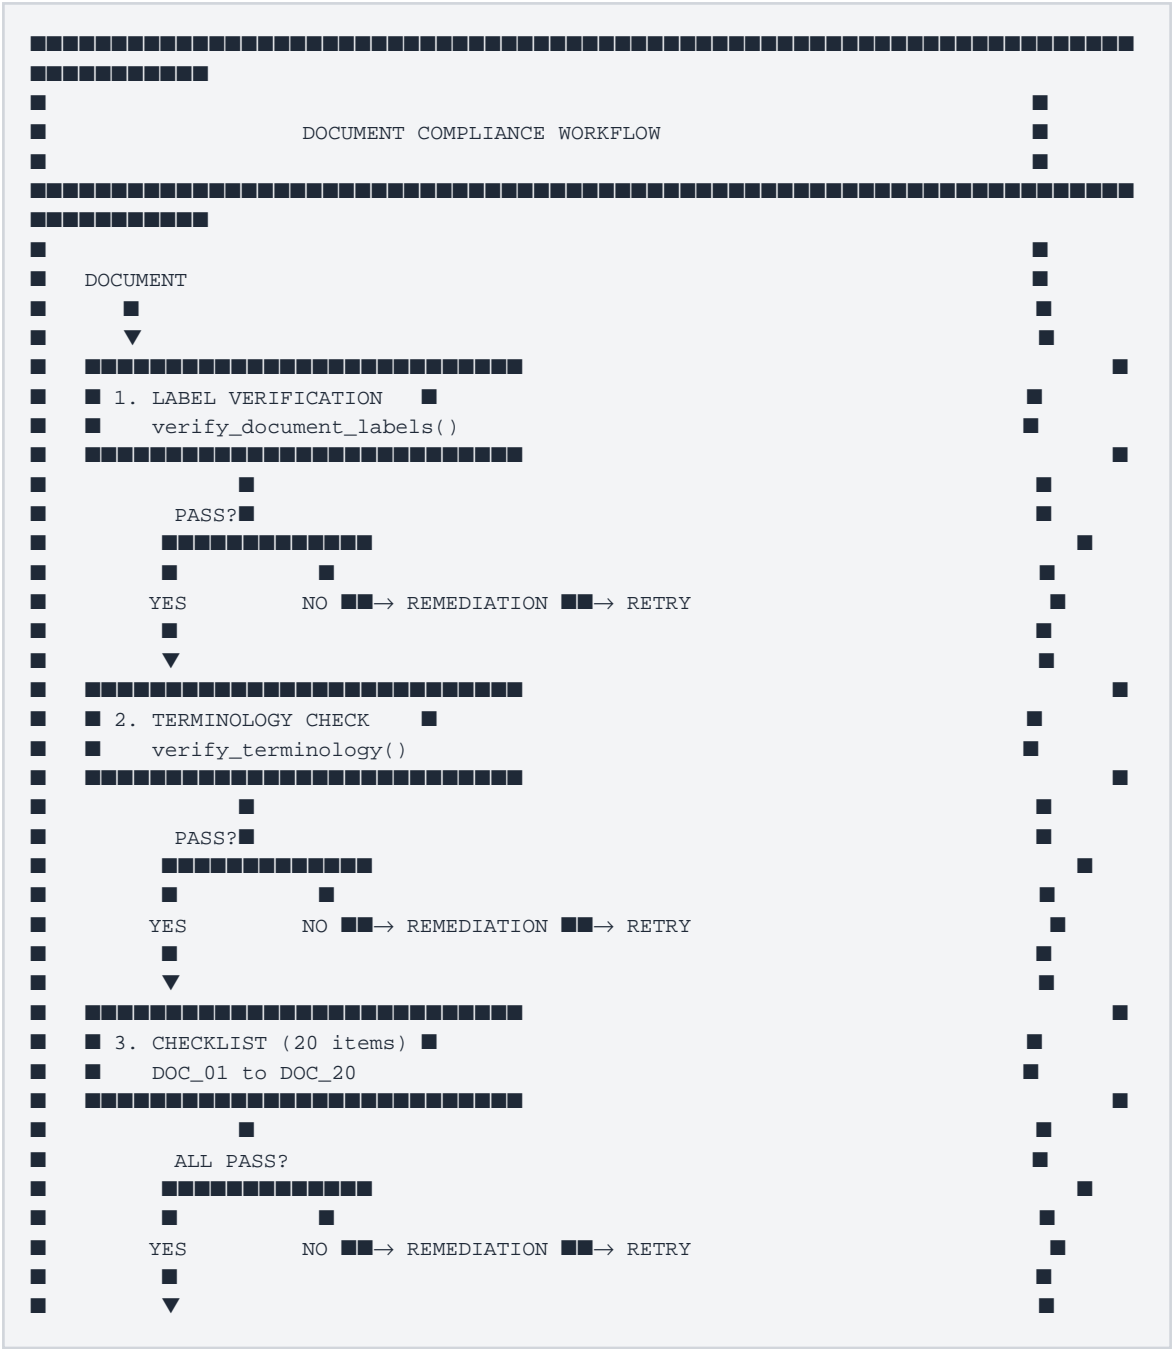 DOCUMENT COMPLIANCE WORKFLOW
DOCUMENT
1. LABEL VERIFICATION
verify_document_labels()
PASS?
YES NO → REMEDIATION → RETRY
2. TERMINOLOGY CHECK
verify_terminology()
PASS?
YES NO → REMEDIATION → RETRY
3. CHECKLIST (20 items)
DOC_01 to DOC_20
ALL PASS?
YES NO → REMEDIATION → RETRY